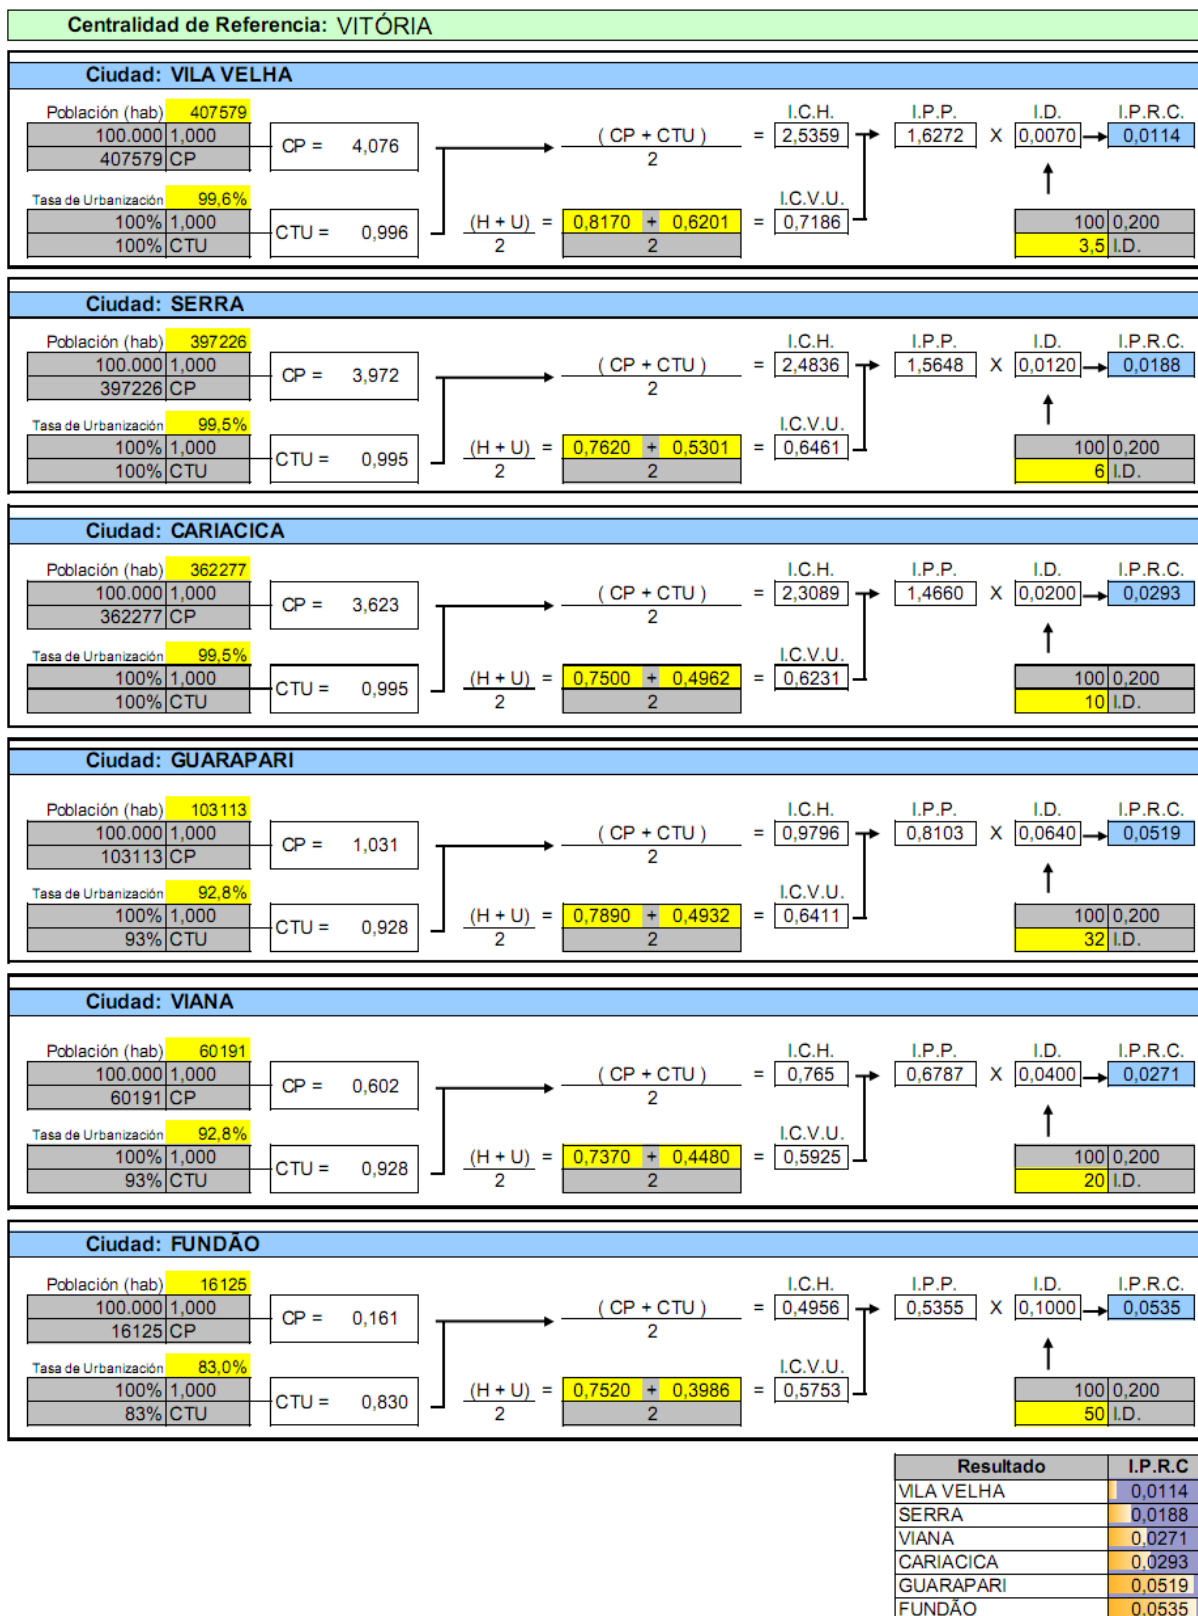 Centralidad de Referencia: VITÓRIA
Ciudad: VILA VELHA
Población (hab) 407579 I.C.H. I.P.P. I.D. I.P.R.C.
100.000 1,000 CP = 4,076 ( CP + CTU ) = 2,5359 1,6272 X 0,0070 0,0114
407579 CP 2
Tasa de Urbanización 99,6% I.C.V.U.
100% 1,000 CTU = 0,996 (H + U) = 0,8170 + 0,6201 = 0,7186 100 0,200
100% CTU 2 2 3,5 I.D.
Ciudad: SERRA
Población (hab) 397226 I.C.H. I.P.P. I.D. I.P.R.C.
100.000 1,000 CP = 3,972 ( CP + CTU ) = 2,4836 1,5648 X 0,0120 0,0188
397226 CP 2
Tasa de Urbanización 99,5% I.C.V.U.
100% 1,000 CTU = 0,995 (H + U) = 0,7620 + 0,5301 = 0,6461 100 0,200
100% CTU 2 2 6 I.D.
Ciudad: CARIACICA
Población (hab) 362277 I.C.H. I.P.P. I.D. I.P.R.C.
100.000 1,000 CP = 3,623 ( CP + CTU ) = 2,3089 1,4660 X 0,0200 0,0293
362277 CP 2
Tasa de Urbanización 99,5% I.C.V.U.
100% 1,000 CTU = 0,995 (H + U) = 0,7500 + 0,4962 = 0,6231 100 0,200
100% CTU 2 2 10 I.D.
Ciudad: GUARAPARI
Población (hab) 103113 I.C.H. I.P.P. I.D. I.P.R.C.
100.000 1,000 CP = 1,031 ( CP + CTU ) = 0,9796 0,8103 X 0,0640 0,0519
103113 CP 2
Tasa de Urbanización 92,8% I.C.V.U.
100% 1,000 CTU = 0,928 (H + U) = 0,7890 + 0,4932 = 0,6411 100 0,200
93% CTU 2 2 32 I.D.
Ciudad: VIANA
Población (hab) 60191 I.C.H. I.P.P. I.D. I.P.R.C.
100.000 1,000 CP = 0,602 ( CP + CTU ) = 0,765 0,6787 X 0,0400 0,0271
60191 CP 2
Tasa de Urbanización 92,8% I.C.V.U.
100% 1,000 CTU = 0,928 (H + U) = 0,7370 + 0,4480 = 0,5925 100 0,200
93% CTU 2 2 20 I.D.
Ciudad: FUNDÃO
Población (hab) 16125 I.C.H. I.P.P. I.D. I.P.R.C.
100.000 1,000 CP = 0,161 ( CP + CTU ) = 0,4956 0,5355 X 0,1000 0,0535
16125 CP 2
Tasa de Urbanización 83,0% I.C.V.U.
100% 1,000 CTU = 0,830 (H + U) = 0,7520 + 0,3986 = 0,5753 100 0,200
83% CTU 2 2 50 I.D.
Resultado I.P.R.C
VILA VELHA 0,0114
SERRA 0,0188
VIANA 0,0271
CARIACICA 0,0293
GUARAPARI 0,0519
FUNDÃO 0,0535